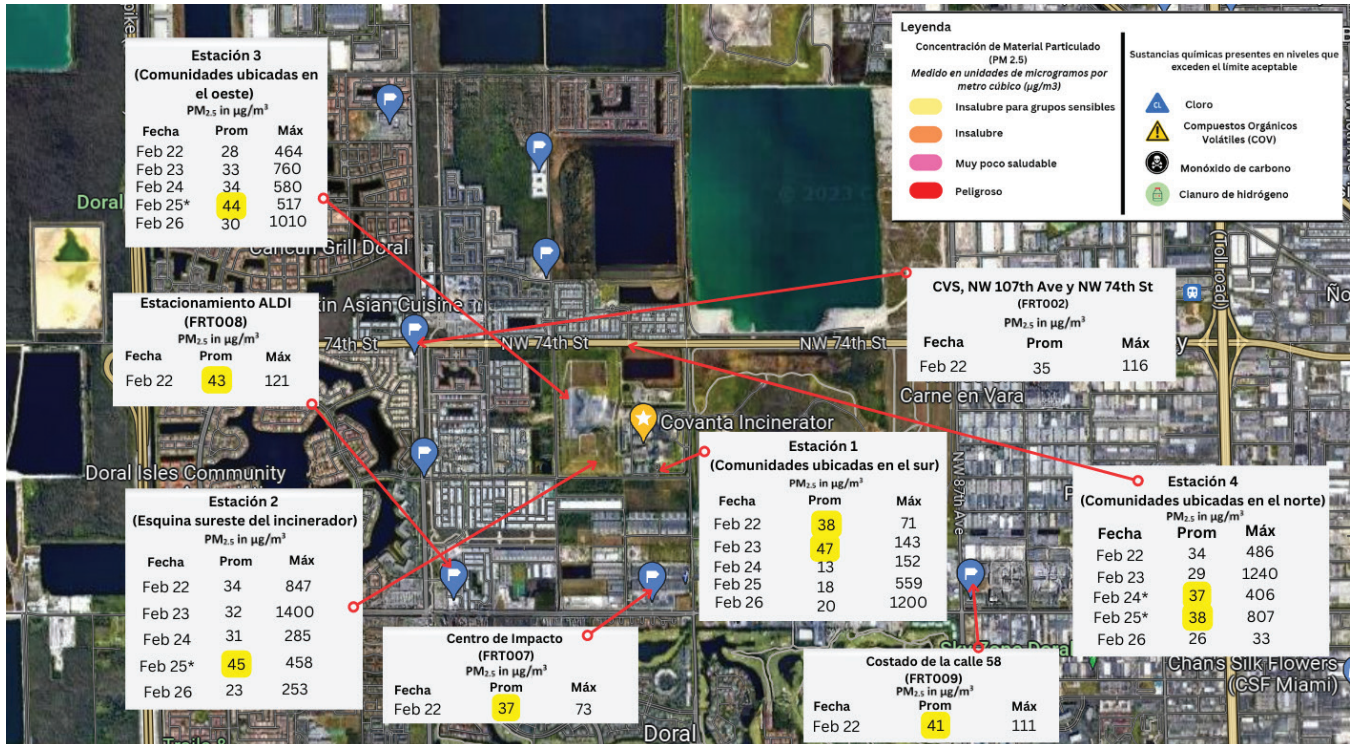 Estación 3
(Comunidades ubicadas en
el oeste)
PM2.5 in µg/m³
Fecha Prom Máx
Feb 22 28 464
Feb 23 33 760
Feb 24 34 580
Feb 25* 44 517
Feb 26 30 1010
Leyenda
Concentración de Material Particulado
(PM 2.5)
Medido en unidades de microgramos por
metro cúbico (µg/m3)
Insalubre para grupos sensibles
Insalubre
Muy poco saludable
Peligroso
Sustancias químicas presentes en niveles que
exceden el límite aceptable
CL Cloro
Compuestos Orgánicos
Volátiles (COV)
Monóxido de carbono
CIanuro de hidrógeno
© 2023
Doral
Cancun Grill Doral
(Toll road)
Estacionamiento ALDI
(FRT008)
PM2.5 in µg/m³
Fecha Prom Máx
Feb 22 43 121
kin Asian Cuisine
CVS, NW 107th Ave y NW 74th St
(FRT002)
PM2.5 in µg/m³
Fecha Prom Máx
Feb 22 35 116
74th St
NW 74th St
NW 74th St
Carne en Vara
Covanta Incinerator
Doral Isles Community
NW 87th Ave
Estación 1
(Comunidades ubicadas en el sur)
PM2.5 in µg/m³
Fecha Prom Máx
Feb 22 38 71
Feb 23 47 143
Feb 24 13 152
Feb 25 18 559
Feb 26 20 1200
Estación 4
(Comunidades ubicadas en el norte)
PM2.5 in µg/m³
Fecha Prom Máx
Feb 22 34 486
Feb 23 29 1240
Feb 24* 37 406
Feb 25* 38 807
Feb 26 26 33
Estación 2
(Esquina sureste del incinerador)
PM2.5 in µg/m³
Fecha Prom Máx
Feb 22 34 847
Feb 23 32 1400
Feb 24 31 285
Feb 25* 45 458
Feb 26 23 253
Centro de Impacto
(FRT007)
PM2.5 in µg/m³
Fecha Prom Máx
Feb 22 37 73
Costado de la calle 58
(FRT009)
PM2.5 in µg/m³
Fecha Prom Máx
Feb 22 41 111
Chan's Silk Flowers
(CSF Miami)
Doral